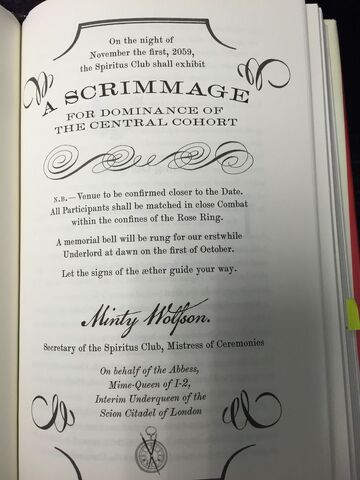 On the night of
November the first, 2059,
the Spiritus Club shall exhibit
A SCRIMMAGE
FOR DOMINANCE OF
THE CENTRAL COHORT
N.B.—Venue to be confirmed closer to the Date.
All Participants shall be matched in close Combat
within the confines of the Rose Ring.
A memorial bell will be rung for our erstwhile
Underlord at dawn on the first of October.
Let the signs of the æther guide your way.
Minty Wolfson.
Secretary of the Spiritus Club, Mistress of Ceremonies
On behalf of the Abbess,
Mime-Queen of I-2,
Interim Underqueen of the
Scion Citadel of London